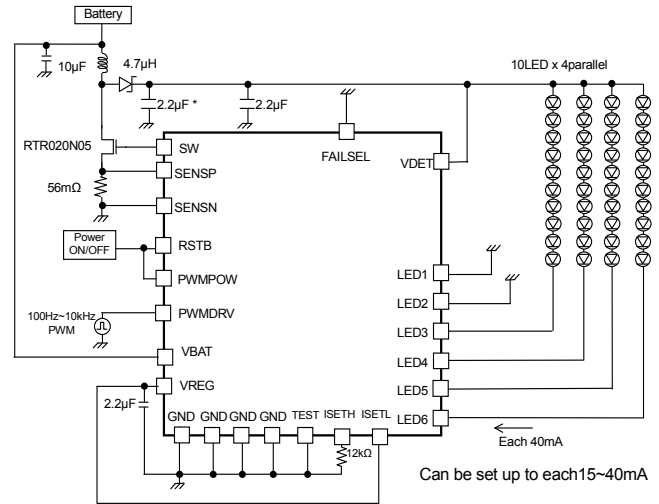 Battery
10μF
4.7μH
10LED x 4parallel
2.2μF *
2.2μF
RTR020N05
SW
FAILSEL
VDET
SENSP
56mΩ
SENSN
Power
ON/OFF
RSTB
PWMPOW
LED1
LED2
100Hz~10kHz
PWM
PWMDRV
LED3
VBAT
LED4
VREG
LED5
2.2μF
GND GND GND GND TEST ISETH ISETL
LED6
12kΩ
Each 40mA
Can be set up to each15~40mA